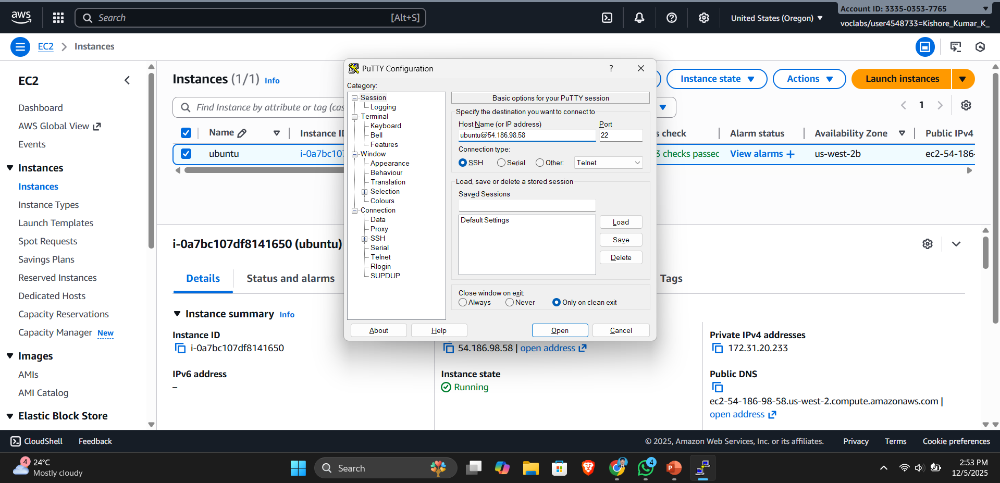 aws
Search
[Alt+S]
United States (Oregon)
Account ID: 3335-0353-7765
voclabs/user4548733=Kishore_Kumar_K_
EC2
Instances
EC2
Dashboard
AWS Global View
Events
Instances
Instances
Instance Types
Launch Templates
Spot Requests
Savings Plans
Reserved Instances
Dedicated Hosts
Capacity Reservations
Capacity Manager New
Images
AMIs
AMI Catalog
Elastic Block Store
Instances (1/1) Info
Instance state
Actions
Launch instances
Find Instance by attribute or tag (cas
1
Name
Instance I
s check
Alarm status
Availability Zone
Public IPv4
ubuntu
i-0a7bc107
3 checks passed
View alarms
us-west-2b
ec2-54-186-
PuTTY Configuration
?
Category:
Session
Logging
Terminal
Keyboard
Bell
Features
Window
Appearance
Behaviour
Translation
Selection
Colours
Connection
Data
Proxy
SSH
Serial
Telnet
Rlogin
SUPDUP
Basic options for your PuTTY session
Specify the destination you want to connect to
Host Name (or IP address)
Port
ubuntu@54.186.98.58
22
Connection type:
SSH
Serial
Other:
Telnet
Load, save or delete a stored session
Saved Sessions
Default Settings
Load
Save
Delete
Close window on exit:
Always
Never
Only on clean exit
About
Help
Open
Cancel
i-0a7bc107df8141650 (ubuntu)
Details
Status and alarms
Tags
Instance summary Info
Instance ID
i-0a7bc107df8141650
54.186.98.58 | open address
Private IPv4 addresses
172.31.20.233
IPv6 address
–
Instance state
Running
Public DNS
ec2-54-186-98-58.us-west-2.compute.amazonaws.com |
open address
CloudShell
Feedback
© 2025, Amazon Web Services, Inc. or its affiliates.
Privacy
Terms
Cookie preferences
4
24°C
Mostly cloudy
Search
4
2:53 PM
12/5/2025